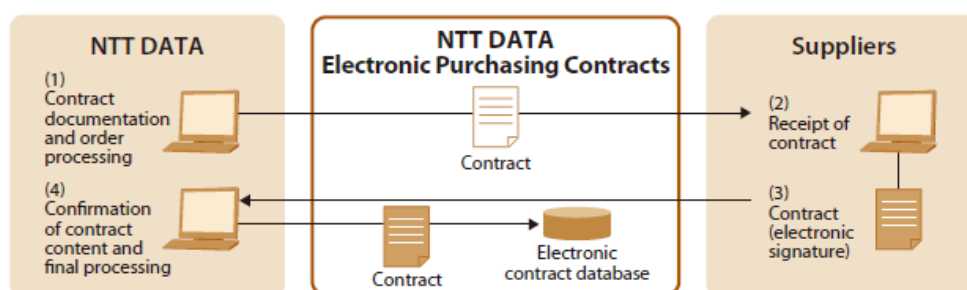 NTT DATA
(1)
Contract
documentation
and order
processing
(4)
Confirmation
of contract
content and
final processing
NTT DATA
Electronic Purchasing Contracts
Contract
Contract
Electronic
contract database
Suppliers
(2)
Receipt of
contract
(3)
Contract
(electronic
signature)